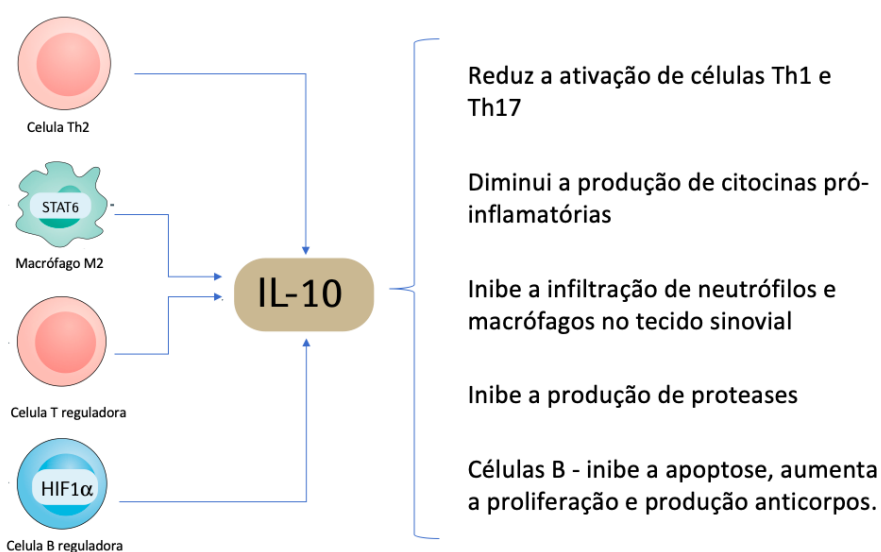 Celula Th2
STAT6
Macrófago M2
Celula T reguladora
HIF1α
Celula B reguladora
IL-10
Reduz a ativação de células Th1 e
Th17
Diminui a produção de citocinas pró-
inflamatórias
Inibe a infiltração de neutrófilos e
macrófagos no tecido sinovial
Inibe a produção de proteases
Células B - inibe a apoptose, aumenta
a proliferação e produção anticorpos.